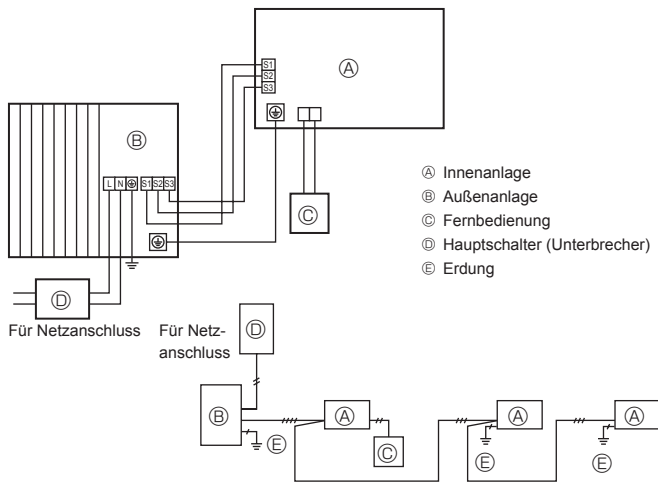 S1
S2
S3
Ⓐ
Ⓑ
L N S1 S2 S3
Ⓒ
Ⓓ
Für Netzanschluss
Ⓐ Innenanlage
Ⓑ Außenanlage
Ⓒ Fernbedienung
Ⓓ Hauptschalter (Unterbrecher)
Ⓔ Erdung
Für Netz-
anschluss
Ⓓ
Ⓑ
Ⓔ
Ⓐ
Ⓒ
Ⓐ
Ⓔ
Ⓐ
Ⓔ